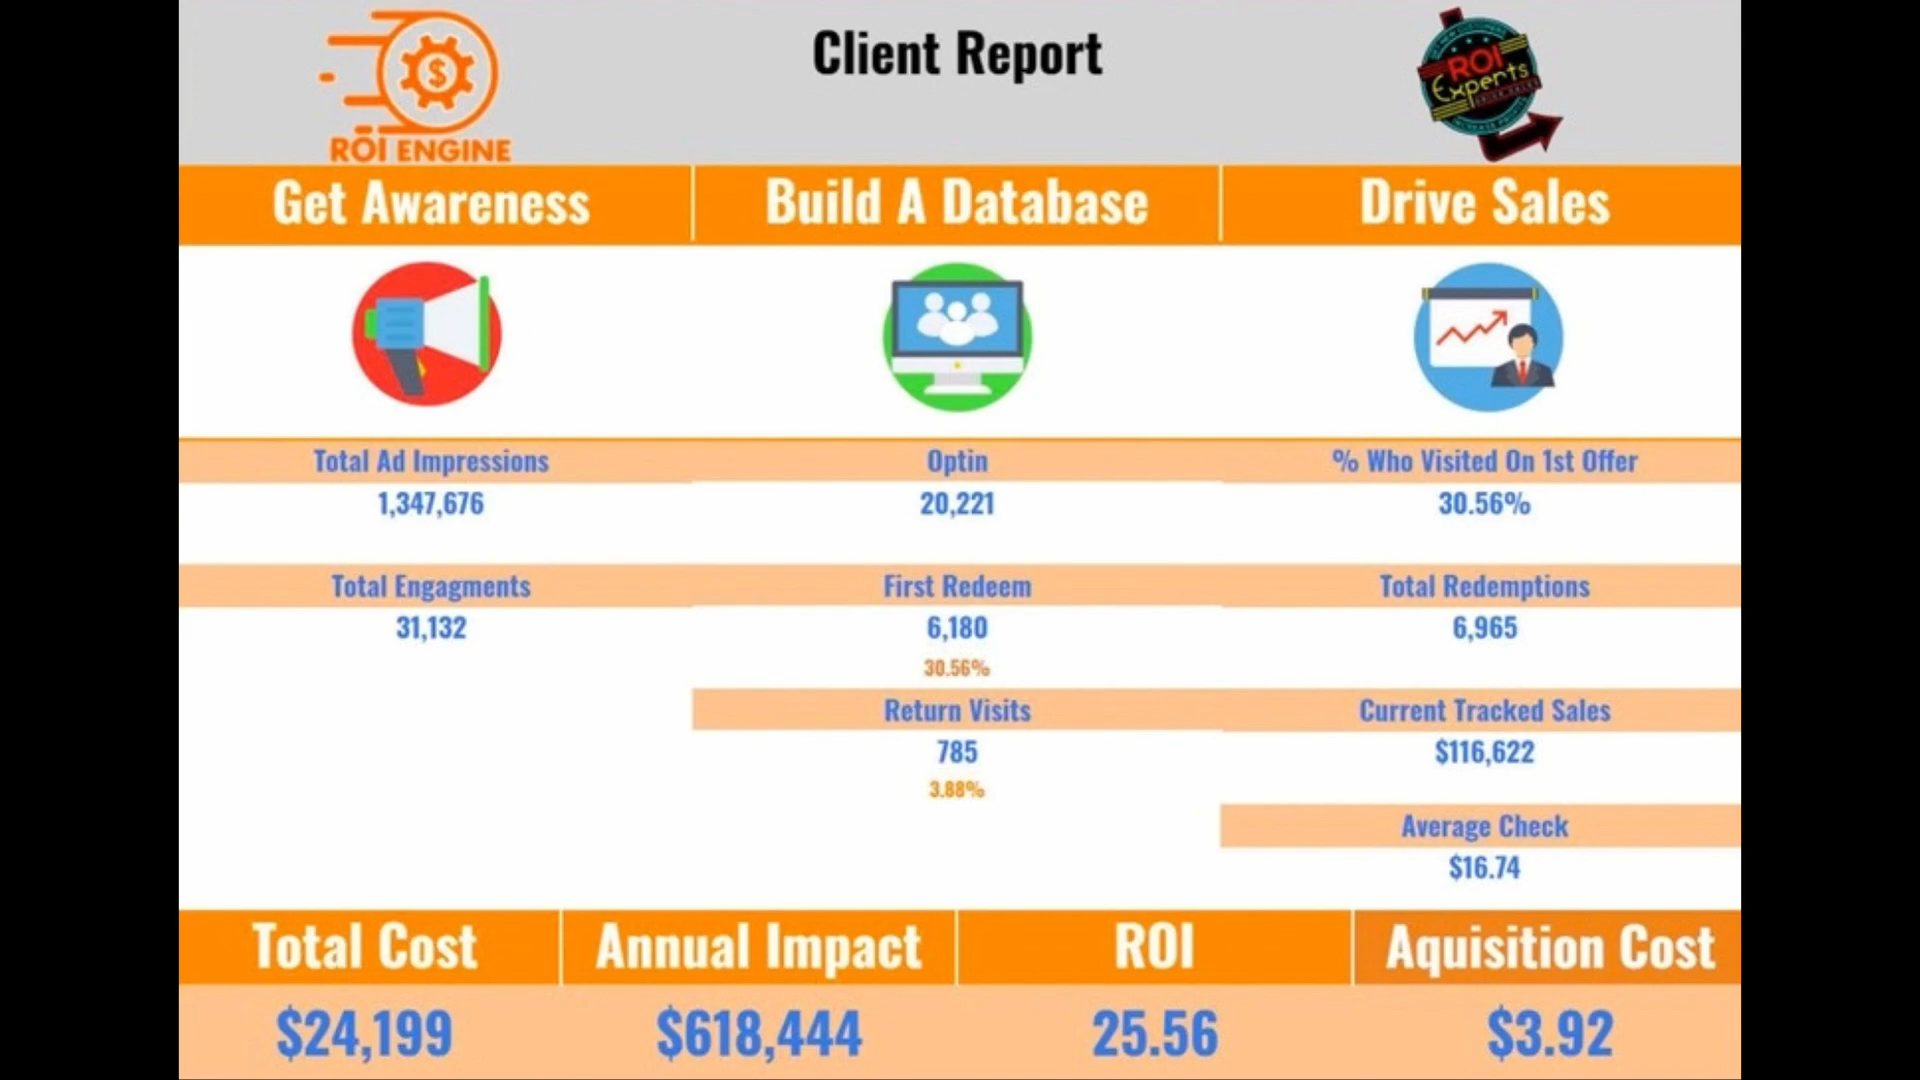 Client Report
RÖI ENGINE
ROI
Experts
Get Awareness
Build A Database
Drive Sales
Total Ad Impressions
Optin
% Who Visited On 1st Offer
1,347,676
20,221
30.56%
Total Engagments
First Redeem
Total Redemptions
31,132
6,180
6,965
30.56%
Return Visits
Current Tracked Sales
785
$116,622
3.88%
Average Check
$16.74
Total Cost
Annual Impact
ROI
Aquisition Cost
$24,199
$618,444
25.56
$3.92